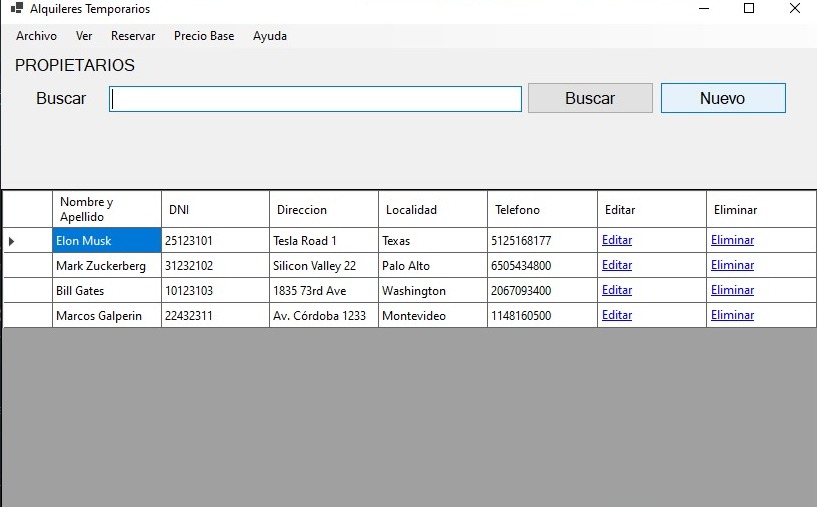 Alquileres Temporarios
Archivo Ver Reservar Precio Base Ayuda
PROPIETARIOS
Buscar Buscar Nuevo
Nombre y Apellido DNI Direccion Localidad Telefono Editar Eliminar
Elon Musk 25123101 Tesla Road 1 Texas 5125168177 Editar Eliminar
Mark Zuckerberg 31232102 Silicon Valley 22 Palo Alto 6505434800 Editar Eliminar
Bill Gates 10123103 1835 73rd Ave Washington 2067093400 Editar Eliminar
Marcos Galperin 22432311 Av. Córdoba 1233 Montevideo 1148160500 Editar Eliminar